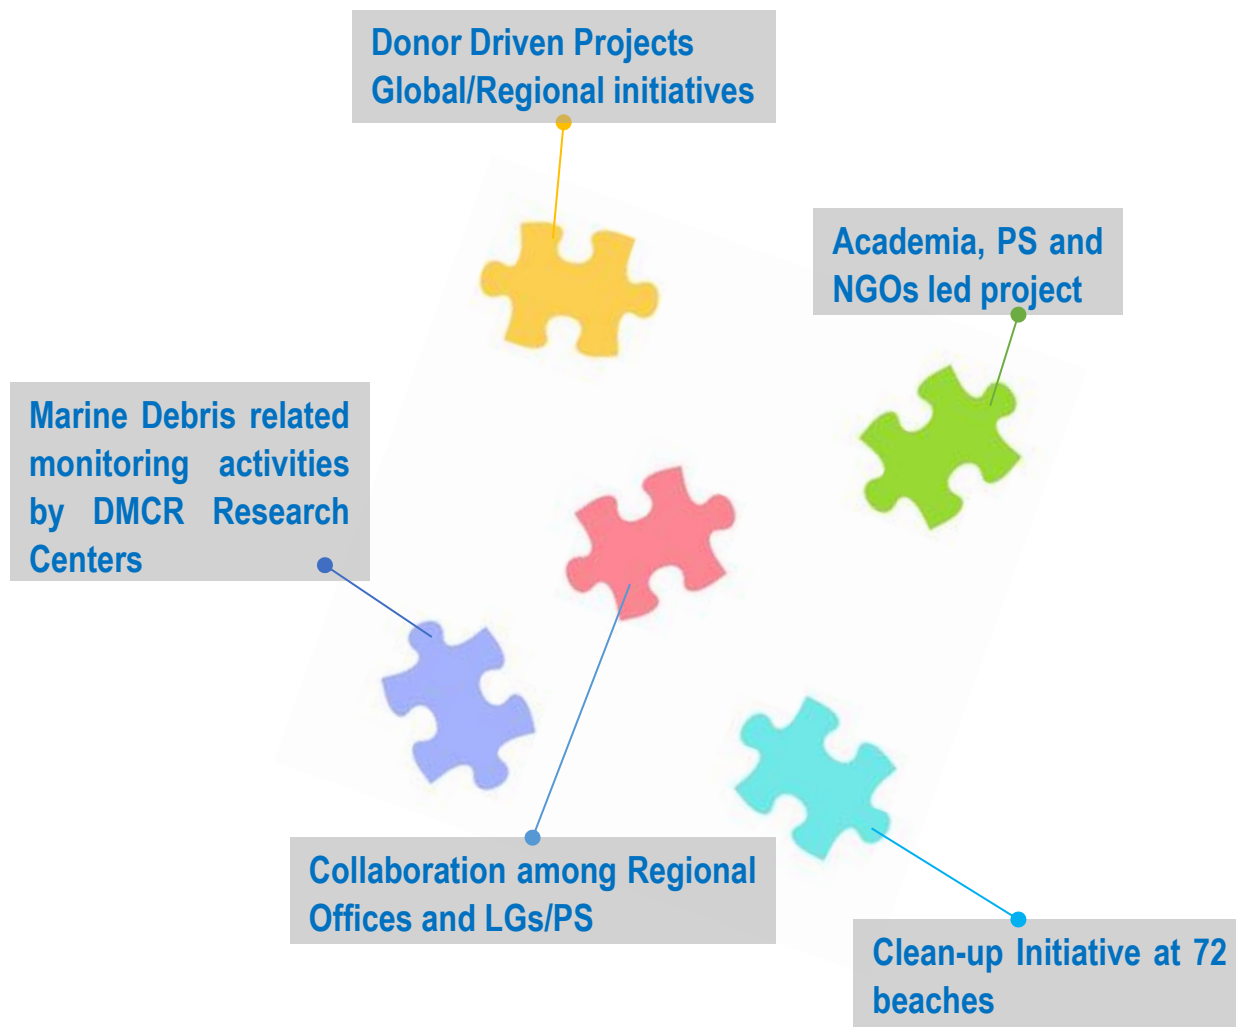 Donor Driven Projects
Global/Regional initiatives
Academia, PS and
NGOs led project
Marine Debris related
monitoring activities
by DMCR Research
Centers
Collaboration among Regional
Offices and LGs/PS
Clean-up Initiative at 72
beaches